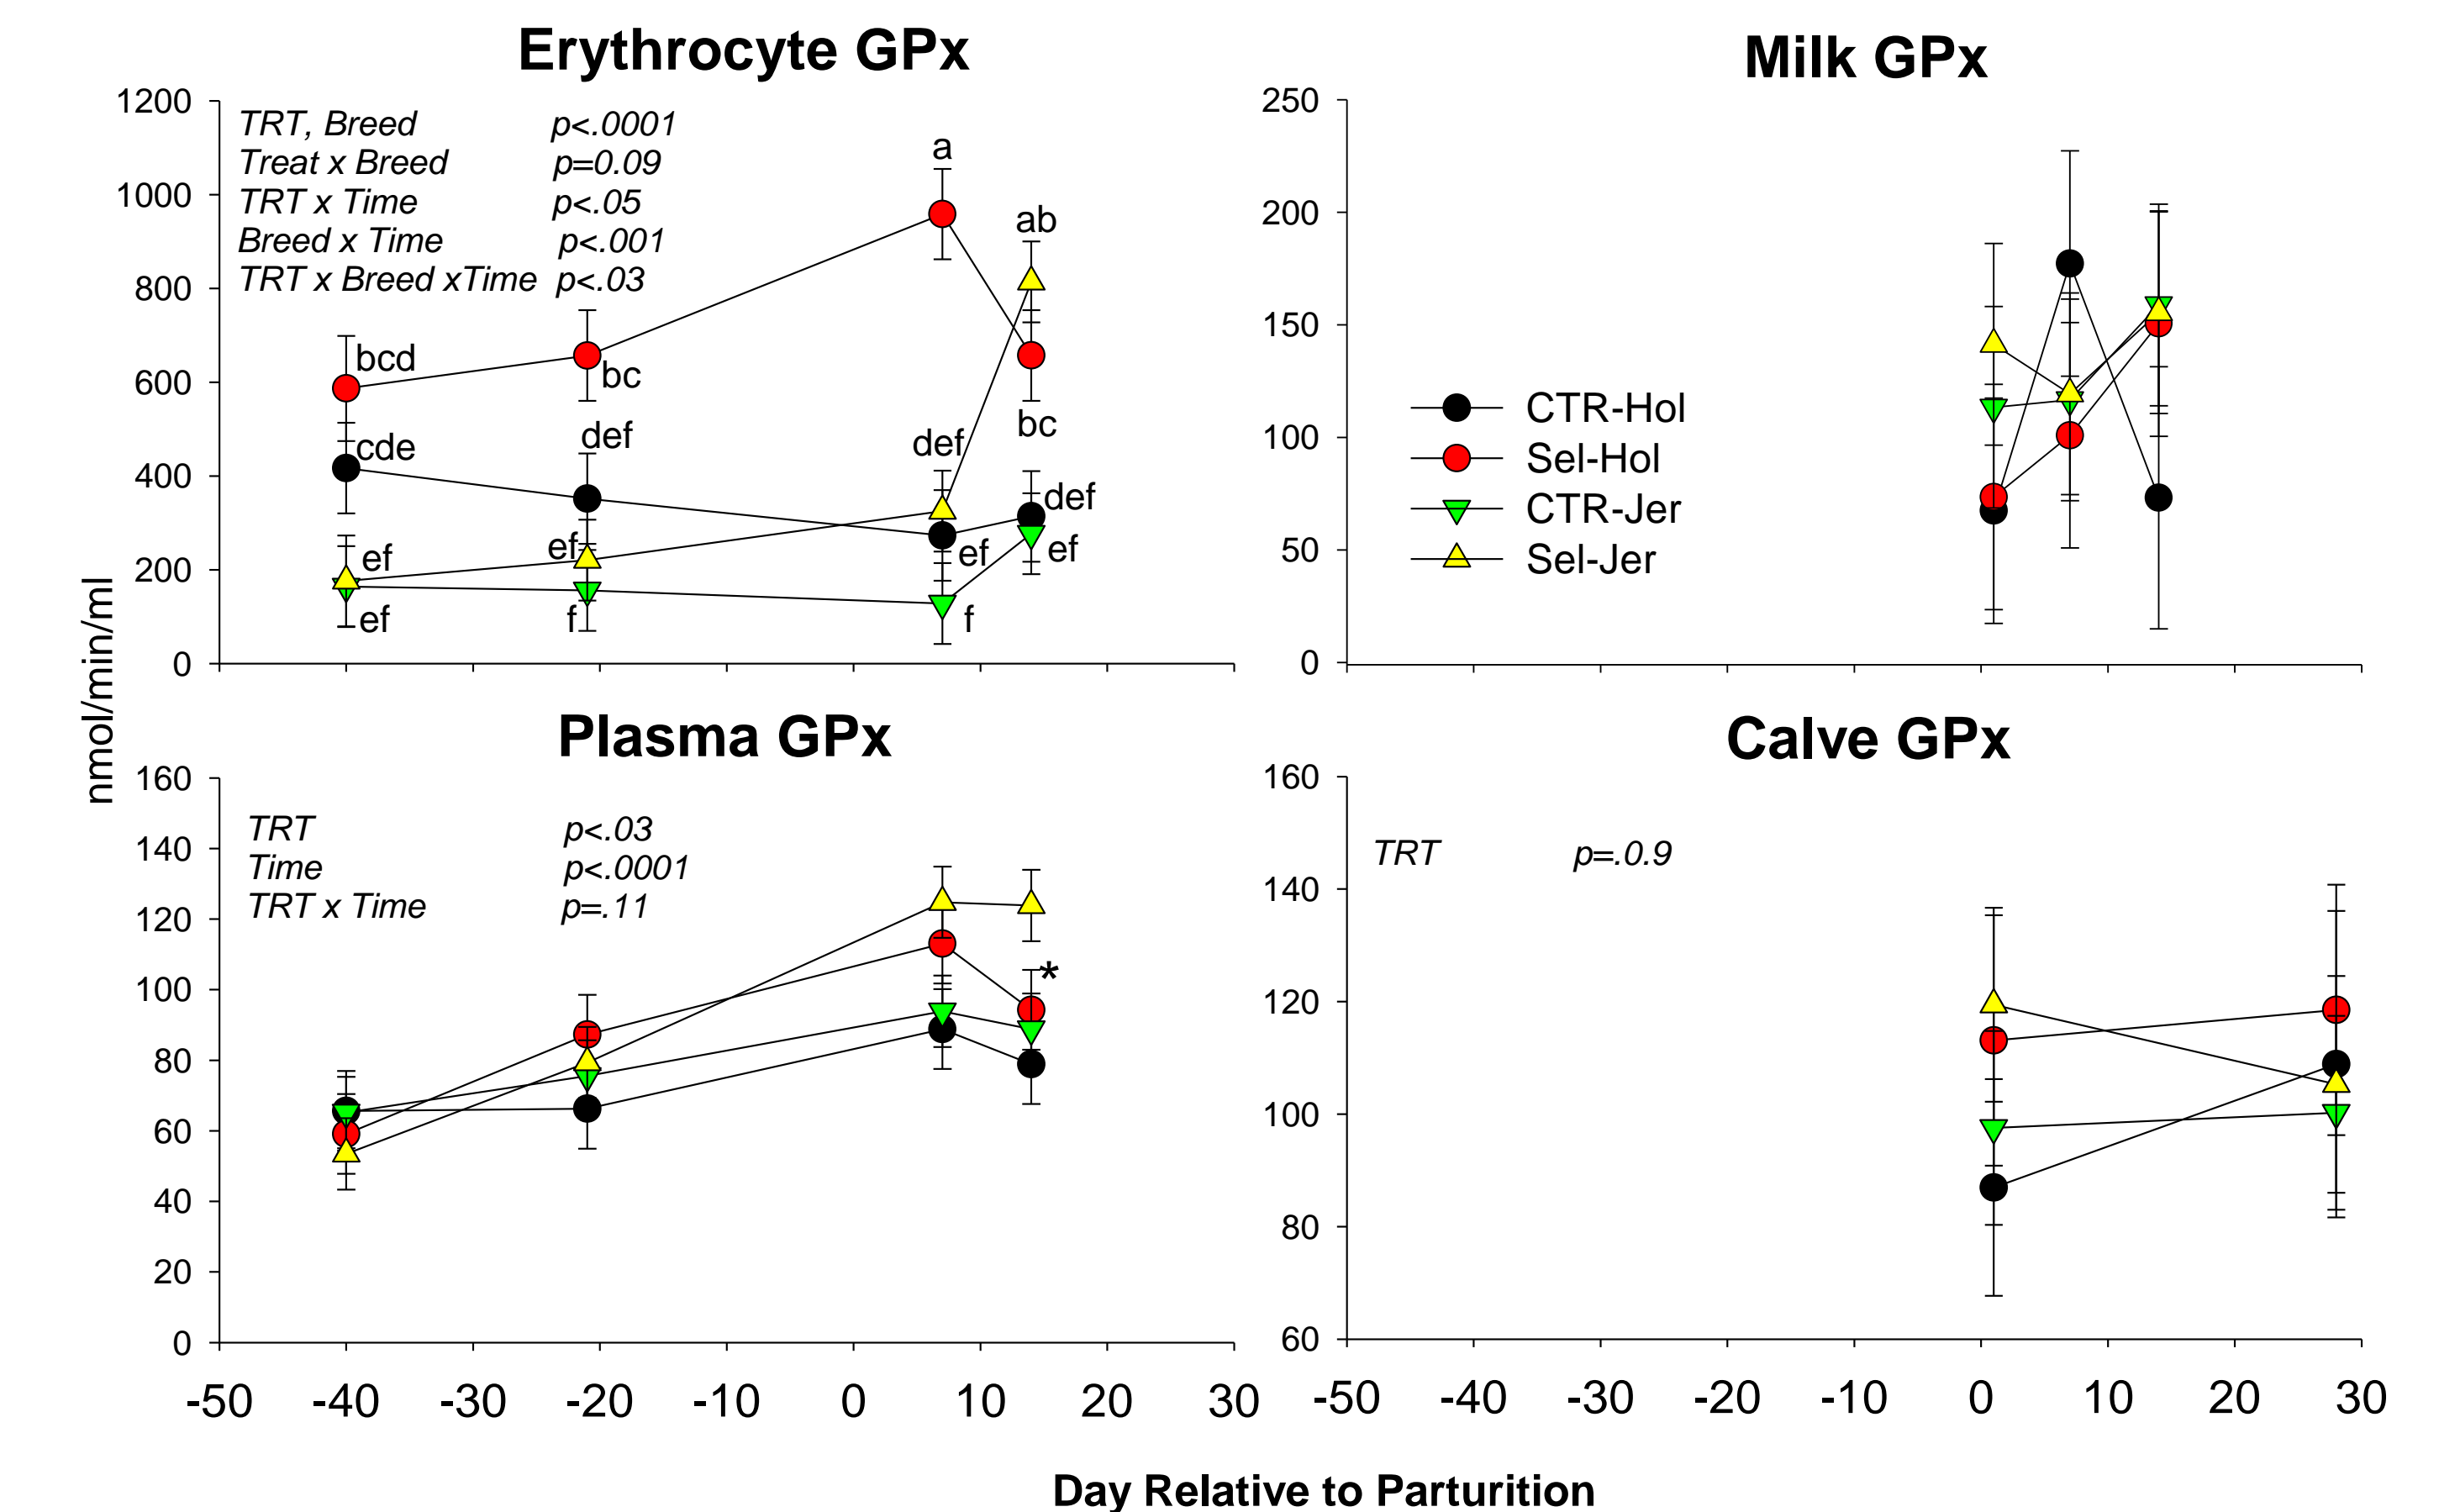 Erythrocyte GPx
1200
1000
800
600
400
200
0
TRT, Breed p<.0001
Treat x Breed p=0.09
TRT x Time p<.05
Breed x Time p<.001
TRT x Breed xTime p<.03
a
ab
bcd
bc
bc
cde
def
def
def
ef
ef
ef
ef
ef
f
f
Milk GPx
250
200
150
100
50
0
CTR-Hol
Sel-Hol
CTR-Jer
Sel-Jer
nmol/min/ml
Plasma GPx
160
140
120
100
80
60
40
20
0
TRT p<.03
Time p<.0001
TRT x Time p=.11
*
-50 -40 -30 -20 -10 0 10 20 30
Calve GPx
160
140
120
100
80
60
TRT p=.0.9
-50 -40 -30 -20 -10 0 10 20 30
Day Relative to Parturition